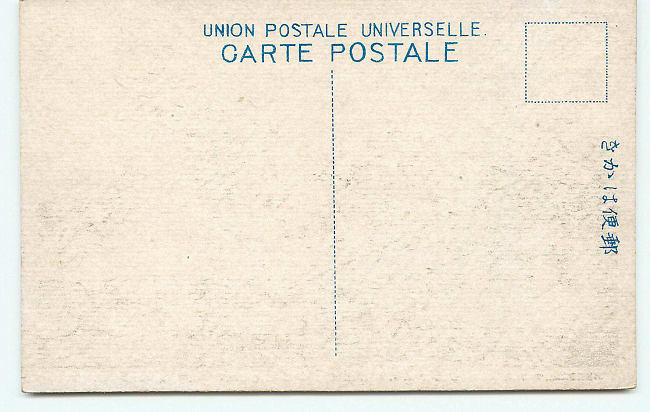 UNION POSTALE UNIVERSELLE.
CARTE POSTALE
郵便はかき